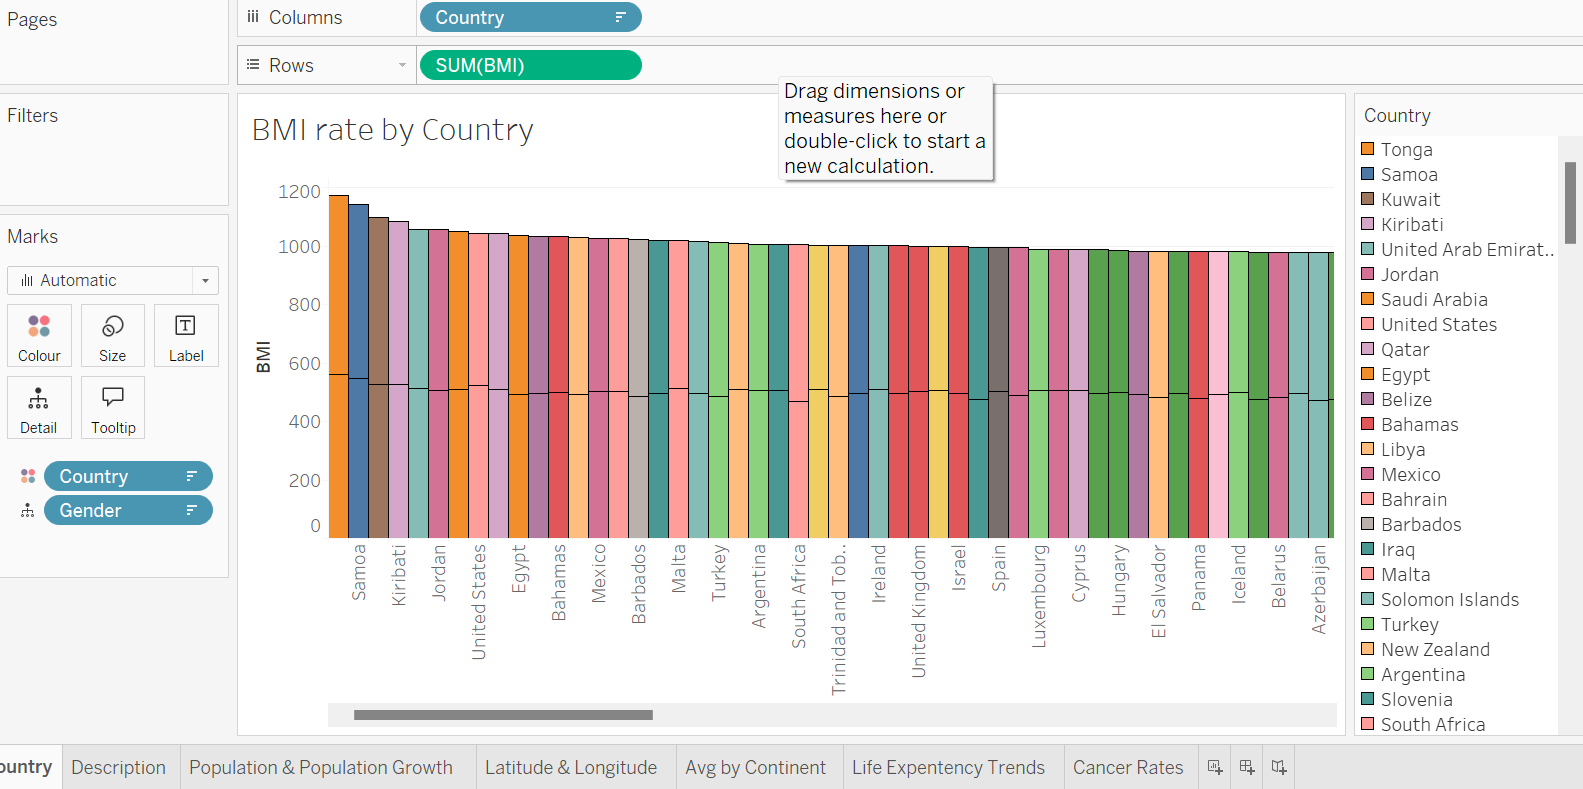 Pages
Columns
Country
Rows
SUM(BMI)
Drag dimensions or
measures here or
double-click to start a
new calculation.
Filters
Marks
Automatic
Colour
Size
Label
Detail
Tooltip
Country
Gender
BMI rate by Country
BMI
1200
1000
800
600
400
200
0
Samoa
Kiribati
Jordan
United States
Egypt
Bahamas
Mexico
Barbados
Malta
Turkey
Argentina
South Africa
Trinidad and Tob..
Ireland
United Kingdom
Israel
Spain
Luxembourg
Cyprus
Hungary
El Salvador
Panama
Iceland
Belarus
Azerbaijan
Country
Tonga
Samoa
Kuwait
Kiribati
United Arab Emirat..
Jordan
Saudi Arabia
United States
Qatar
Egypt
Belize
Bahamas
Libya
Mexico
Bahrain
Barbados
Iraq
Malta
Solomon Islands
Turkey
New Zealand
Argentina
Slovenia
South Africa
ountry
Description
Population & Population Growth
Latitude & Longitude
Avg by Continent
Life Expentency Trends
Cancer Rates